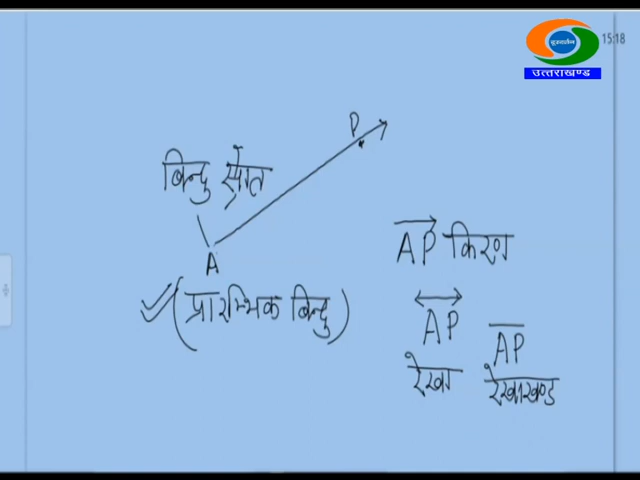 दूरदर्शन
15:18
उत्तराखण्ड
P
बिन्दु स्रोत
A
(प्रारम्भिक बिन्दु)
AP किरण
AP
रेखा
AP
रेखाखण्ड